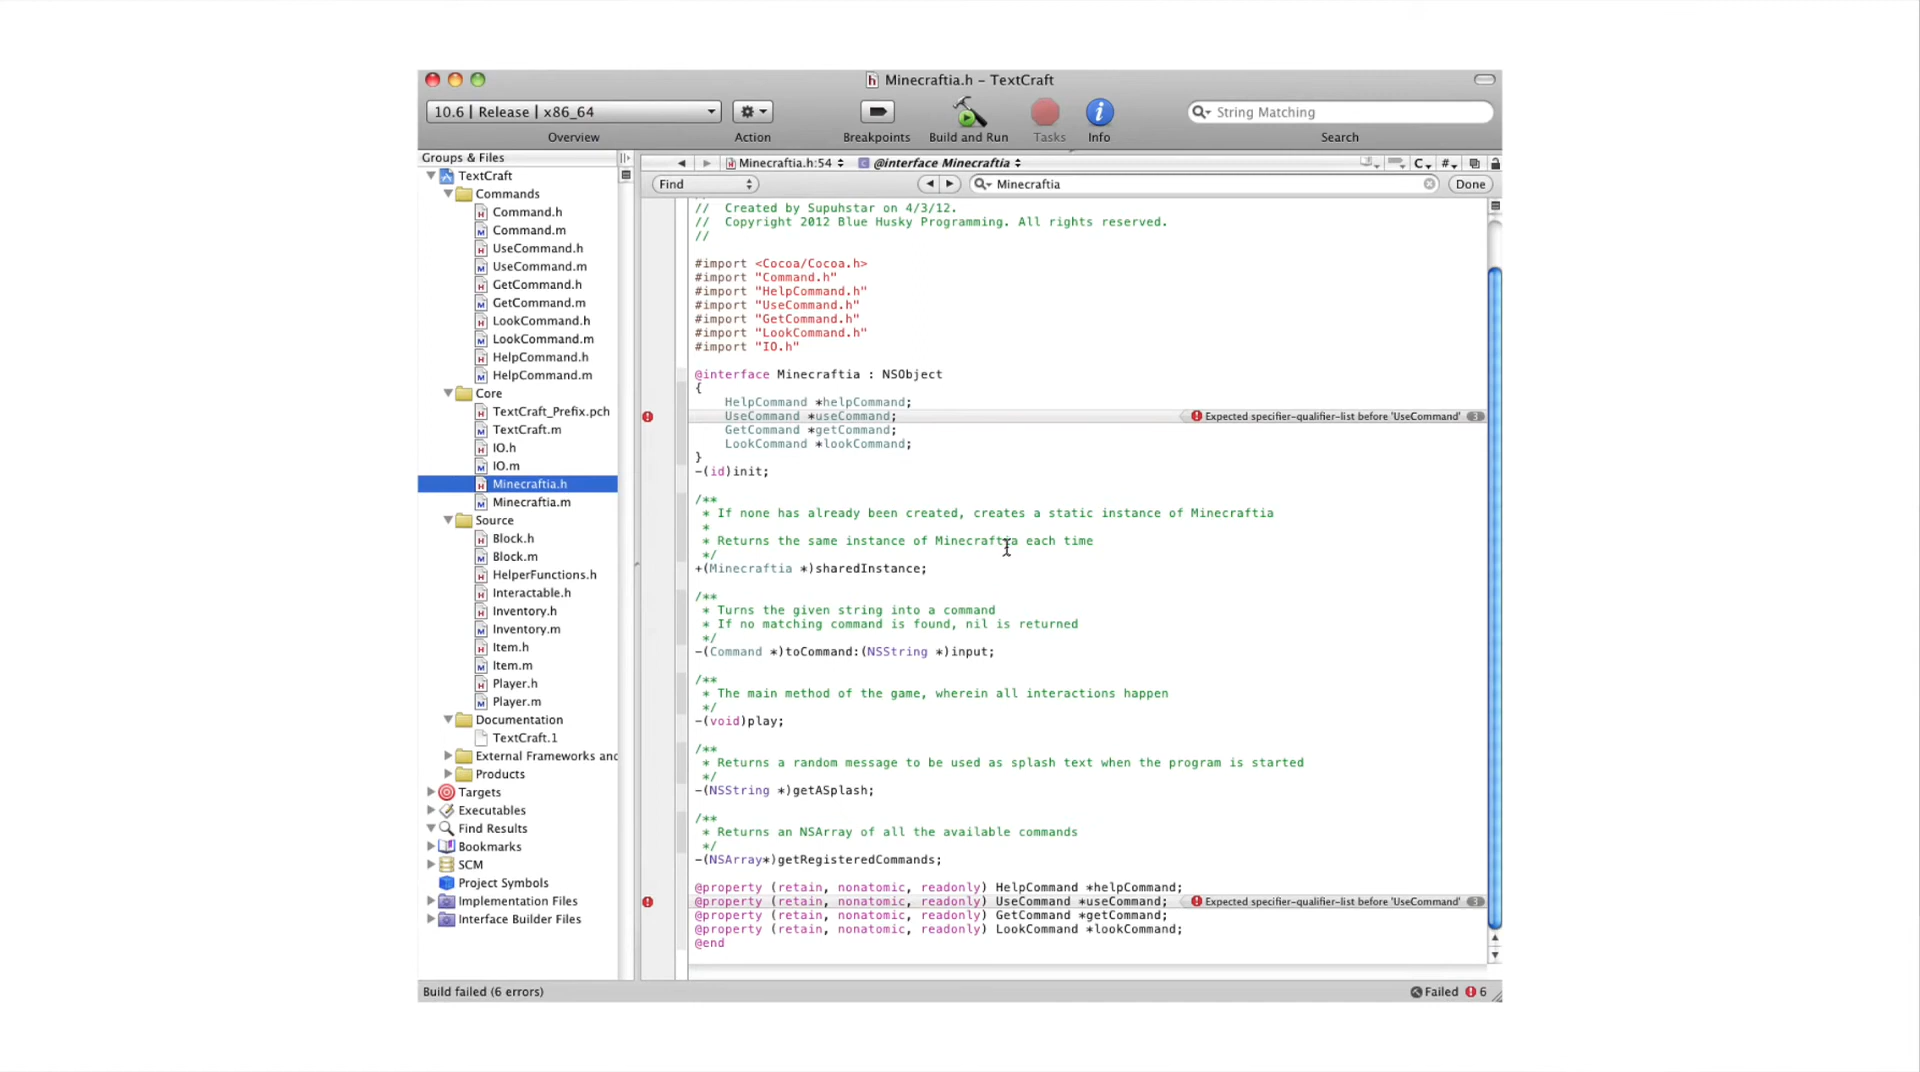 Minecraftia.h – TextCraft
10.6 | Release | x86_64
String Matching
Overview
Action
Breakpoints
Build and Run
Tasks
Info
Search
Groups & Files
TextCraft
Commands
Command.h
Command.m
UseCommand.h
UseCommand.m
GetCommand.h
GetCommand.m
LookCommand.h
LookCommand.m
HelpCommand.h
HelpCommand.m
Core
TextCraft_Prefix.pch
TextCraft.m
IO.h
IO.m
Minecraftia.h
Minecraftia.m
Source
Block.h
Block.m
HelperFunctions.h
Interactable.h
Inventory.h
Inventory.m
Item.h
Item.m
Player.h
Player.m
Documentation
TextCraft.1
External Frameworks and
Products
Targets
Executables
Find Results
Bookmarks
SCM
Project Symbols
Implementation Files
Interface Builder Files
Minecraftia.h:54
@interface Minecraftia
C
#
Find
Minecraftia
Done
// Created by Supuhstar on 4/3/12.
// Copyright 2012 Blue Husky Programming. All rights reserved.
//
#import <Cocoa/Cocoa.h>
#import "Command.h"
#import "HelpCommand.h"
#import "UseCommand.h"
#import "GetCommand.h"
#import "LookCommand.h"
#import "IO.h"
@interface Minecraftia : NSObject
{
HelpCommand *helpCommand;
UseCommand *useCommand;
Expected specifier-qualifier-list before 'UseCommand' 3
GetCommand *getCommand;
LookCommand *lookCommand;
}
-(id)init;
/**
* If none has already been created, creates a static instance of Minecraftia
*
* Returns the same instance of Minecraftia each time
*/
+(Minecraftia *)sharedInstance;
/**
* Turns the given string into a command
* If no matching command is found, nil is returned
*/
-(Command *)toCommand:(NSString *)input;
/**
* The main method of the game, wherein all interactions happen
*/
-(void)play;
/**
* Returns a random message to be used as splash text when the program is started
*/
-(NSString *)getASplash;
/**
* Returns an NSArray of all the available commands
*/
-(NSArray*)getRegisteredCommands;
@property (retain, nonatomic, readonly) HelpCommand *helpCommand;
@property (retain, nonatomic, readonly) UseCommand *useCommand;
Expected specifier-qualifier-list before 'UseCommand' 3
@property (retain, nonatomic, readonly) GetCommand *getCommand;
@property (retain, nonatomic, readonly) LookCommand *lookCommand;
@end
Build failed (6 errors)
Failed 6